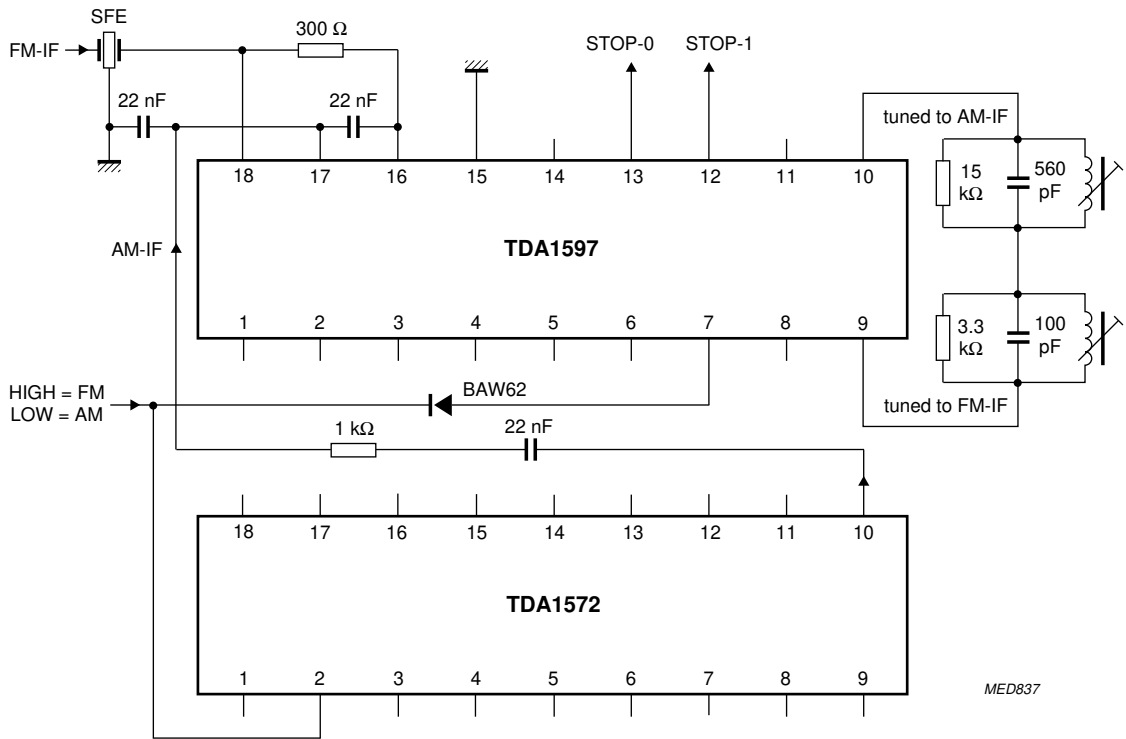 SFE
FM-IF
300 Ω
STOP-0
STOP-1
22 nF
22 nF
tuned to AM-IF
15
kΩ
560
pF
18 17 16 15 14 13 12 11 10
TDA1597
AM-IF
1 2 3 4 5 6 7 8 9
3.3
kΩ
100
pF
tuned to FM-IF
HIGH = FM
LOW = AM
BAW62
1 kΩ
22 nF
18 17 16 15 14 13 12 11 10
TDA1572
1 2 3 4 5 6 7 8 9
MED837